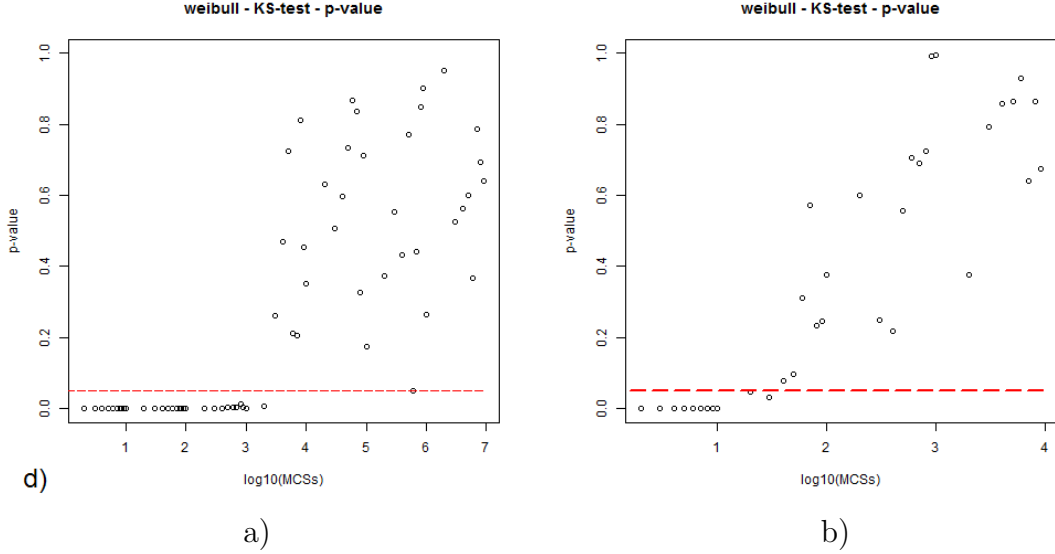 weibull - KS-test - p-value
p-value
1.0
0.8
0.6
0.4
0.2
0.0
1 2 3 4 5 6 7
log10(MCSs)
d)
a)
weibull - KS-test - p-value
p-value
1.0
0.8
0.6
0.4
0.2
0.0
1 2 3 4
log10(MCSs)
b)